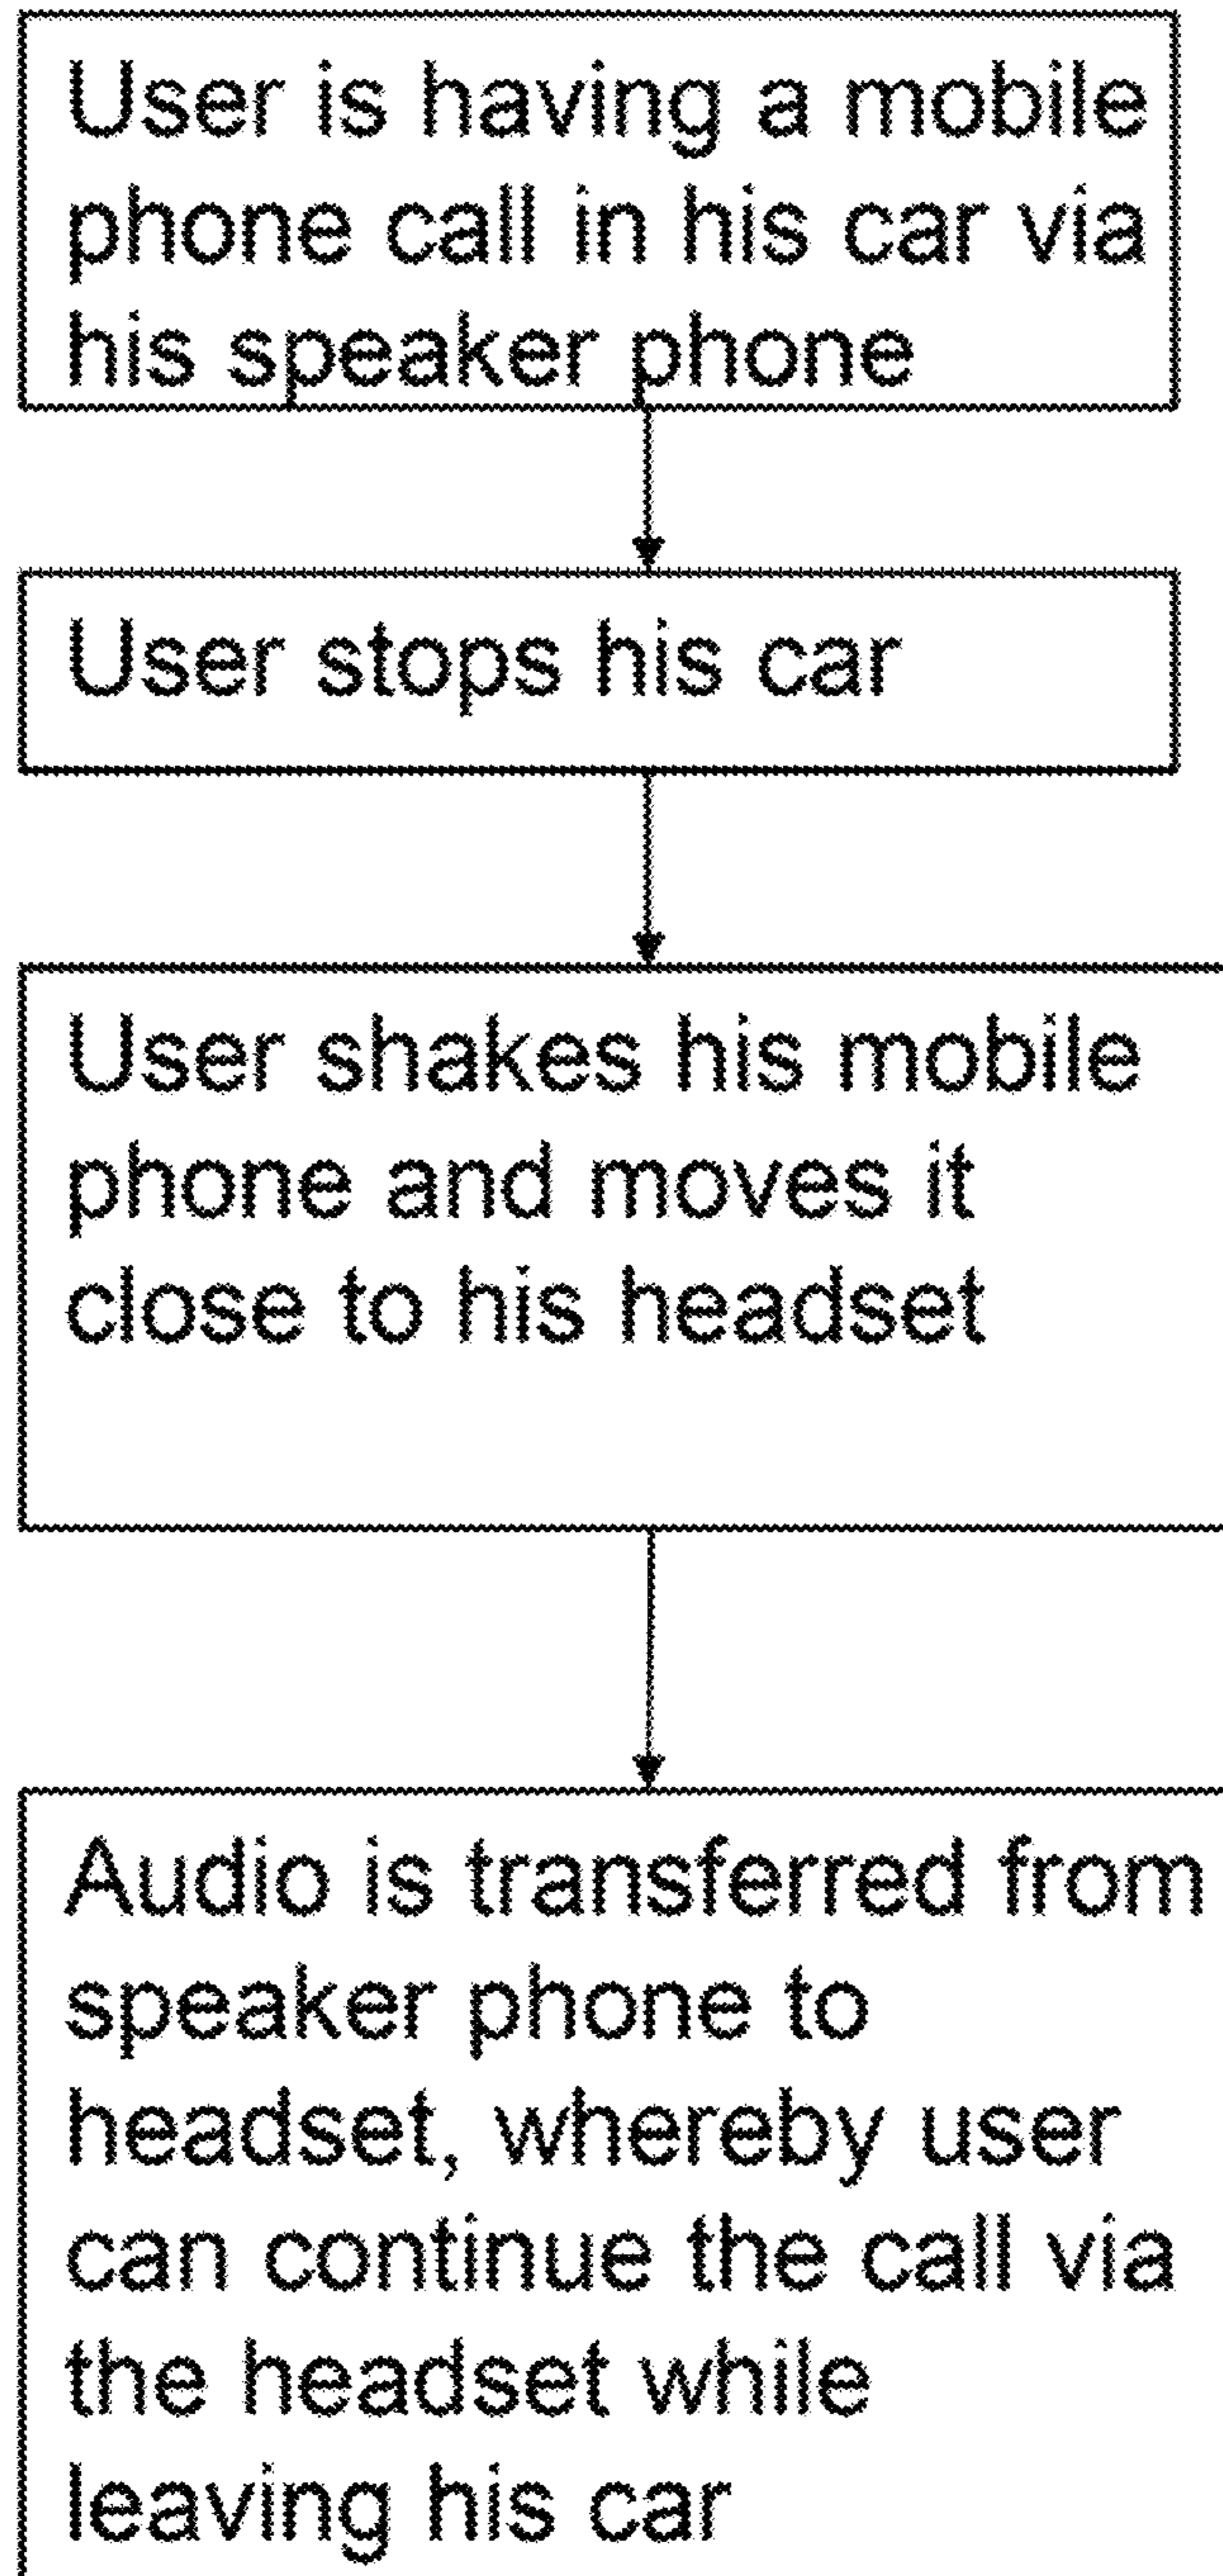 User is having a mobile
phone call in his car via
his speaker phone
User stops his car
User shakes his mobile
phone and moves it
close to his headset
Audio is transferred from
speaker phone to
headset, whereby user
can continue the call via
the headset while
leaving his car